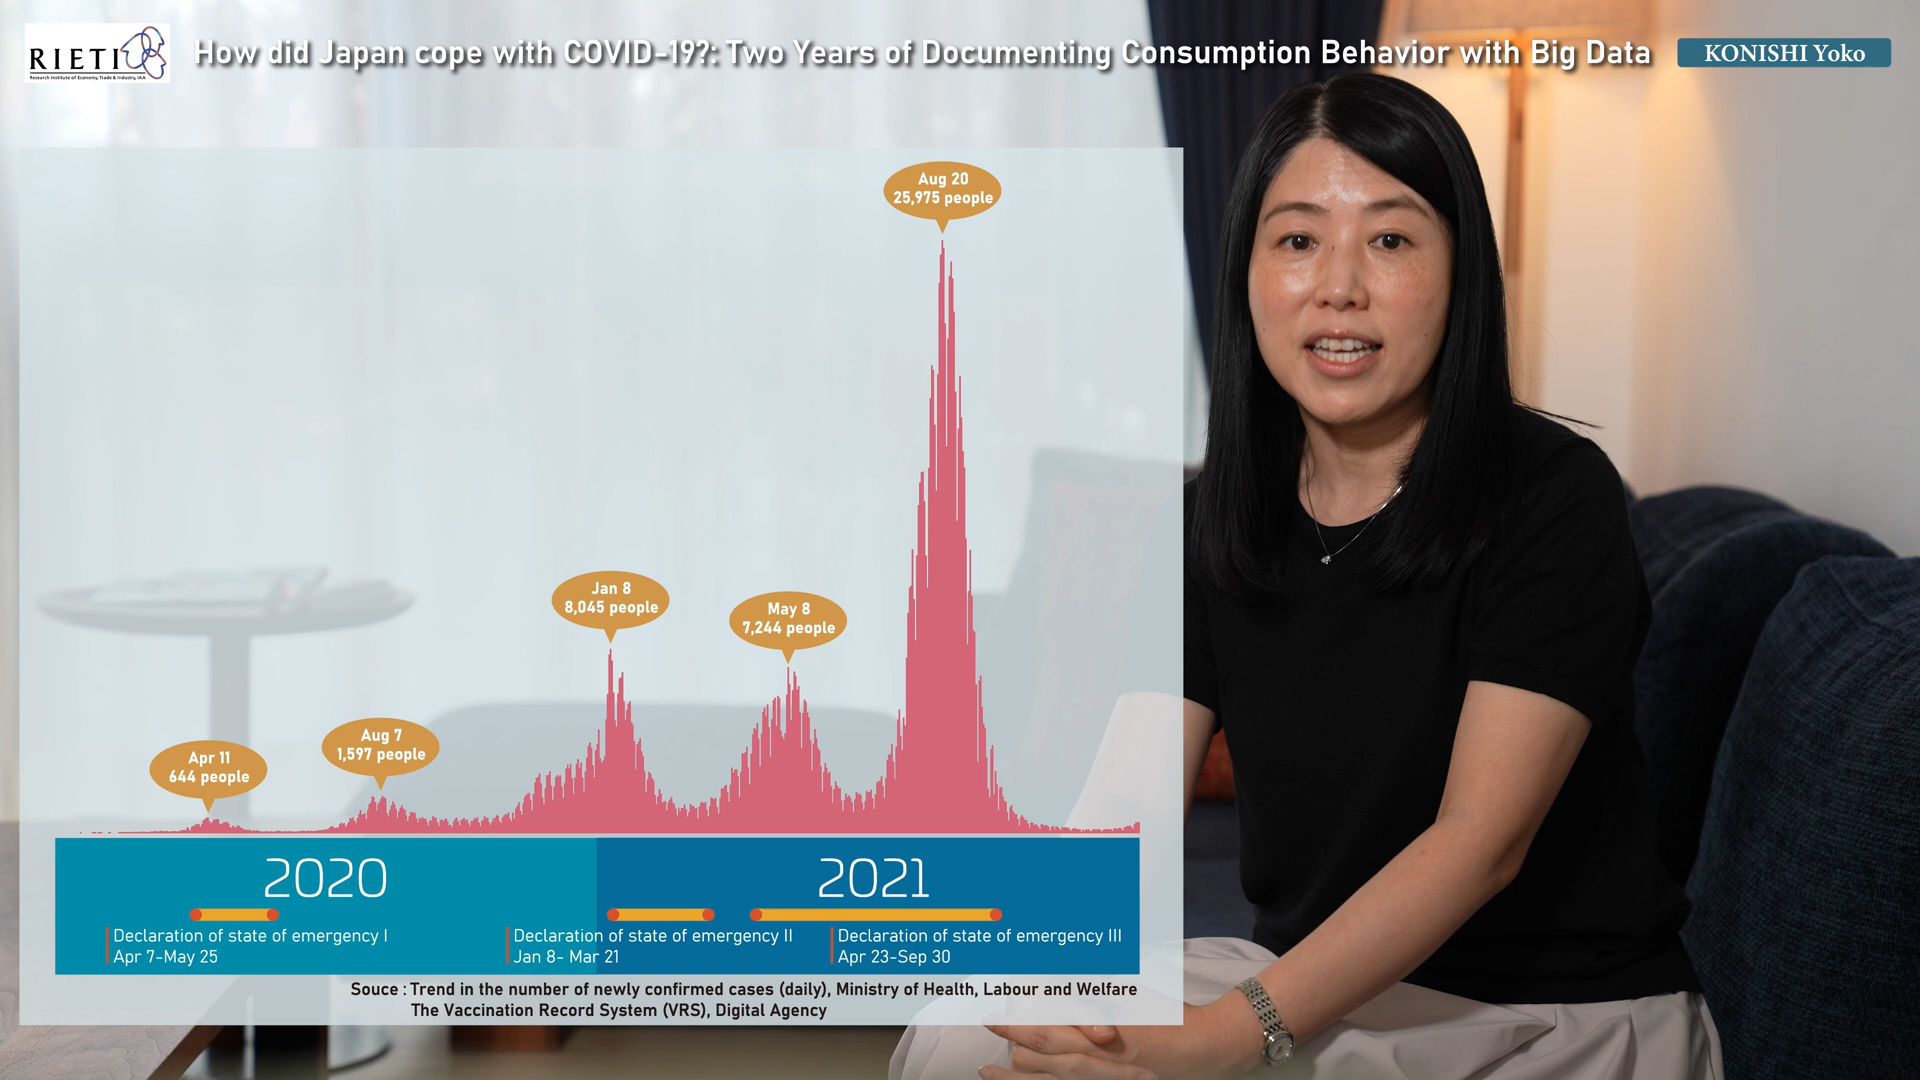 RIETI
Research Institute of Economy, Trade & Industry, IAA
How did Japan cope with COVID-19?: Two Years of Documenting Consumption Behavior with Big Data
KONISHI Yoko
Aug 20
25,975 people
Jan 8
8,045 people
May 8
7,244 people
Aug 7
1,597 people
Apr 11
644 people
2020
2021
Declaration of state of emergency I
Apr 7-May 25
Declaration of state of emergency II
Jan 8- Mar 21
Declaration of state of emergency III
Apr 23-Sep 30
Souce : Trend in the number of newly confirmed cases (daily), Ministry of Health, Labour and Welfare
The Vaccination Record System (VRS), Digital Agency